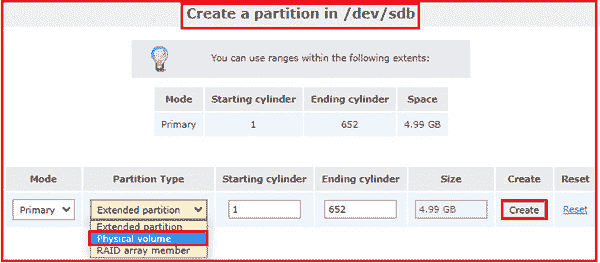 Create a partition in /dev/sdb
You can use ranges within the following extents:
Mode Starting cylinder Ending cylinder Space
Primary 1 652 4.99 GB
Mode Partition Type Starting cylinder Ending cylinder Size Create Reset
Primary Extended partition 1 652 4.99 GB Create Reset
Extended partition
Physical volume
RAID array member